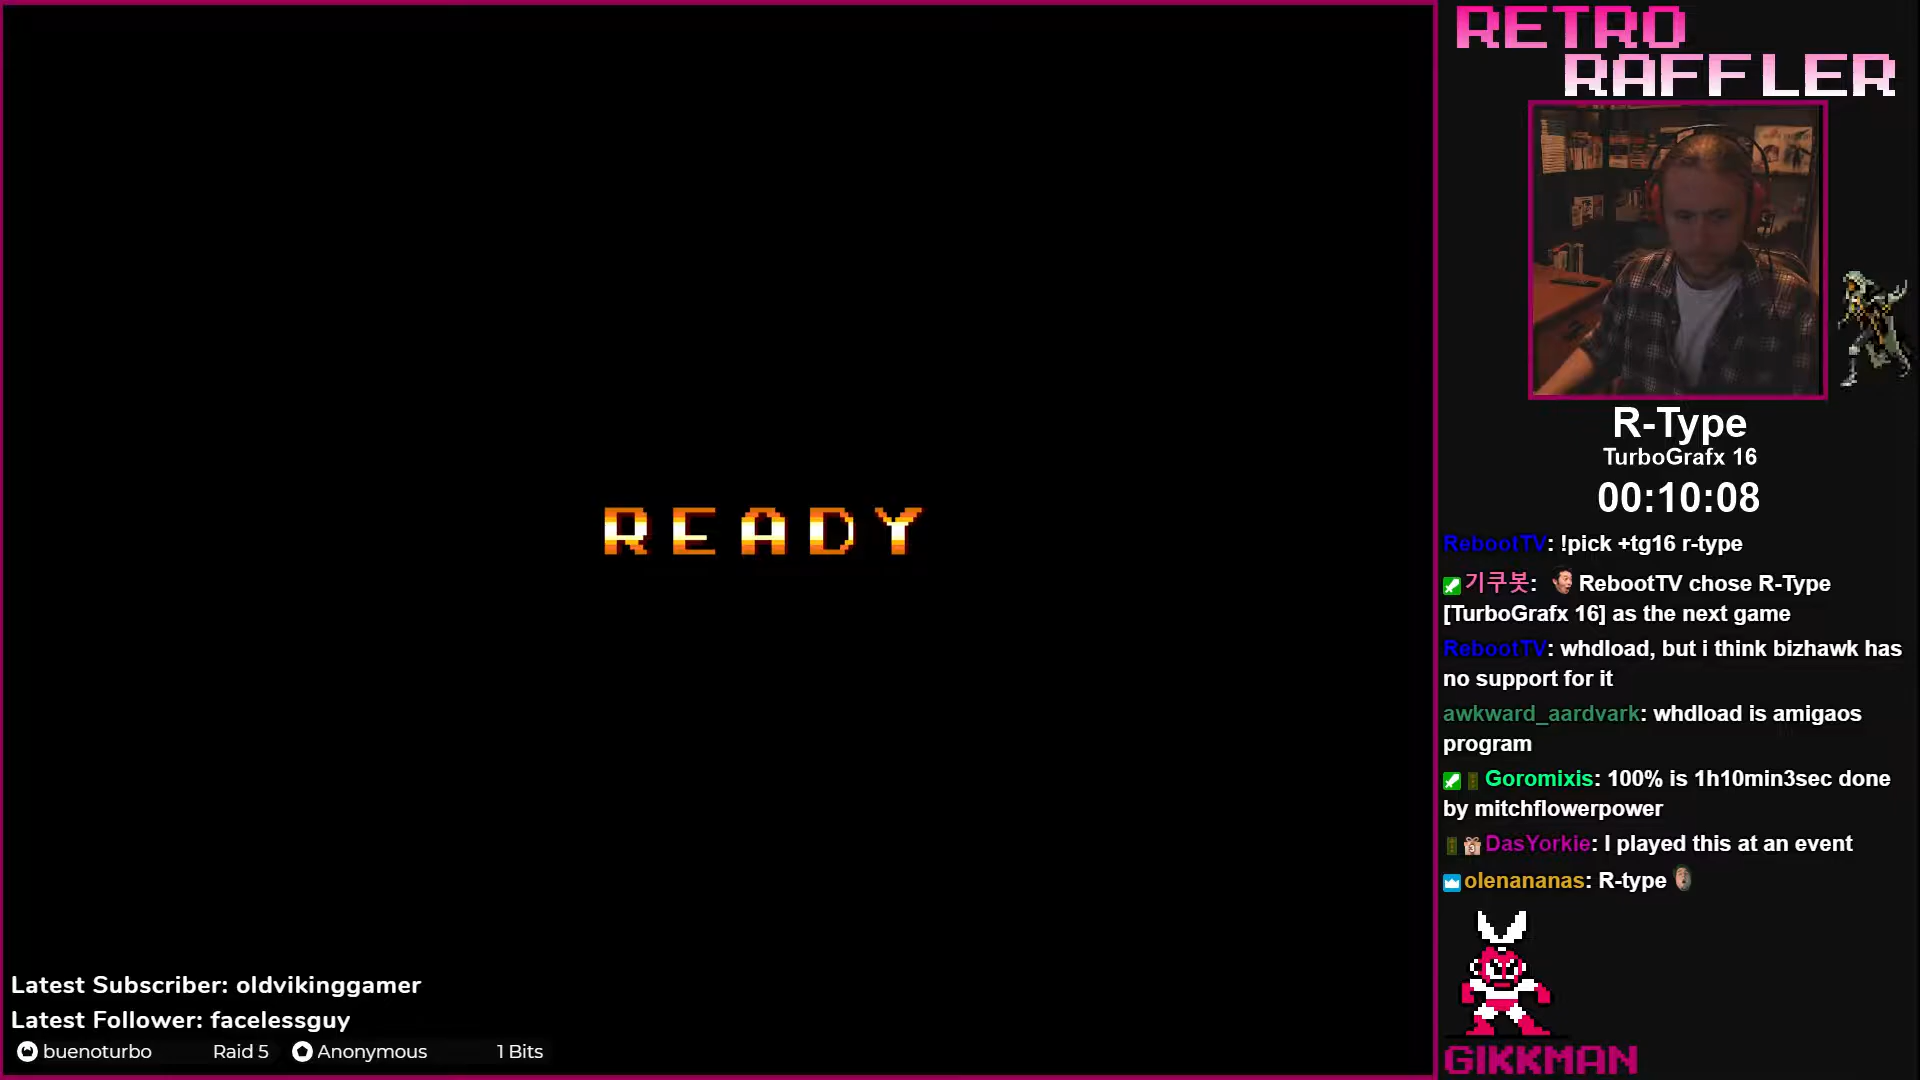 RETRO
RAFFLER
R-Type
TurboGrafx 16
00:10:08
READY
RebootTV: !pick +tg16 r-type
기쿠봇: RebootTV chose R-Type
[TurboGrafx 16] as the next game
RebootTV: whdload, but i think bizhawk has
no support for it
awkward_aardvark: whdload is amigaos
program
Goromixis: 100% is 1h10min3sec done
by mitchflowerpower
DasYorkie: I played this at an event
olenananas: R-type
GIKKMAN
Latest Subscriber: oldvikinggamer
Latest Follower: facelessguy
buenoturbo Raid 5 Anonymous 1 Bits